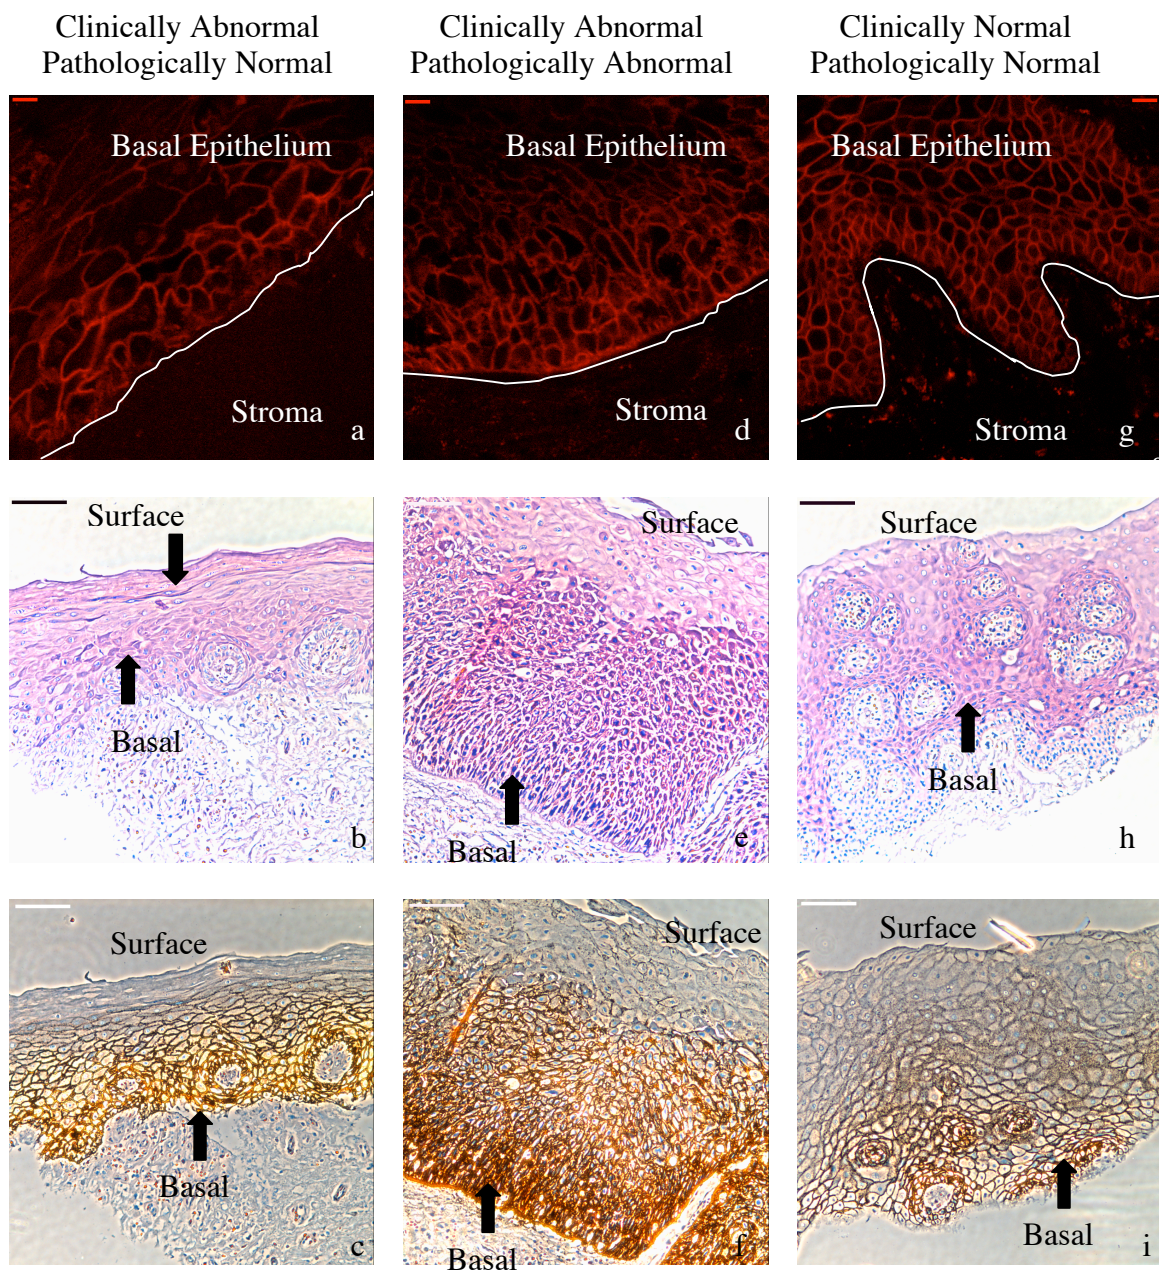 Clinically Abnormal
Pathologically Normal
Clinically Abnormal
Pathologically Abnormal
Clinically Normal
Pathologically Normal
Basal Epithelium
Stroma
a
Basal Epithelium
Stroma
d
Basal Epithelium
Stroma
g
Surface
Basal
b
Surface
Basal
e
Surface
Basal
h
Surface
Basal
c
Surface
Basal
f
Surface
Basal
i